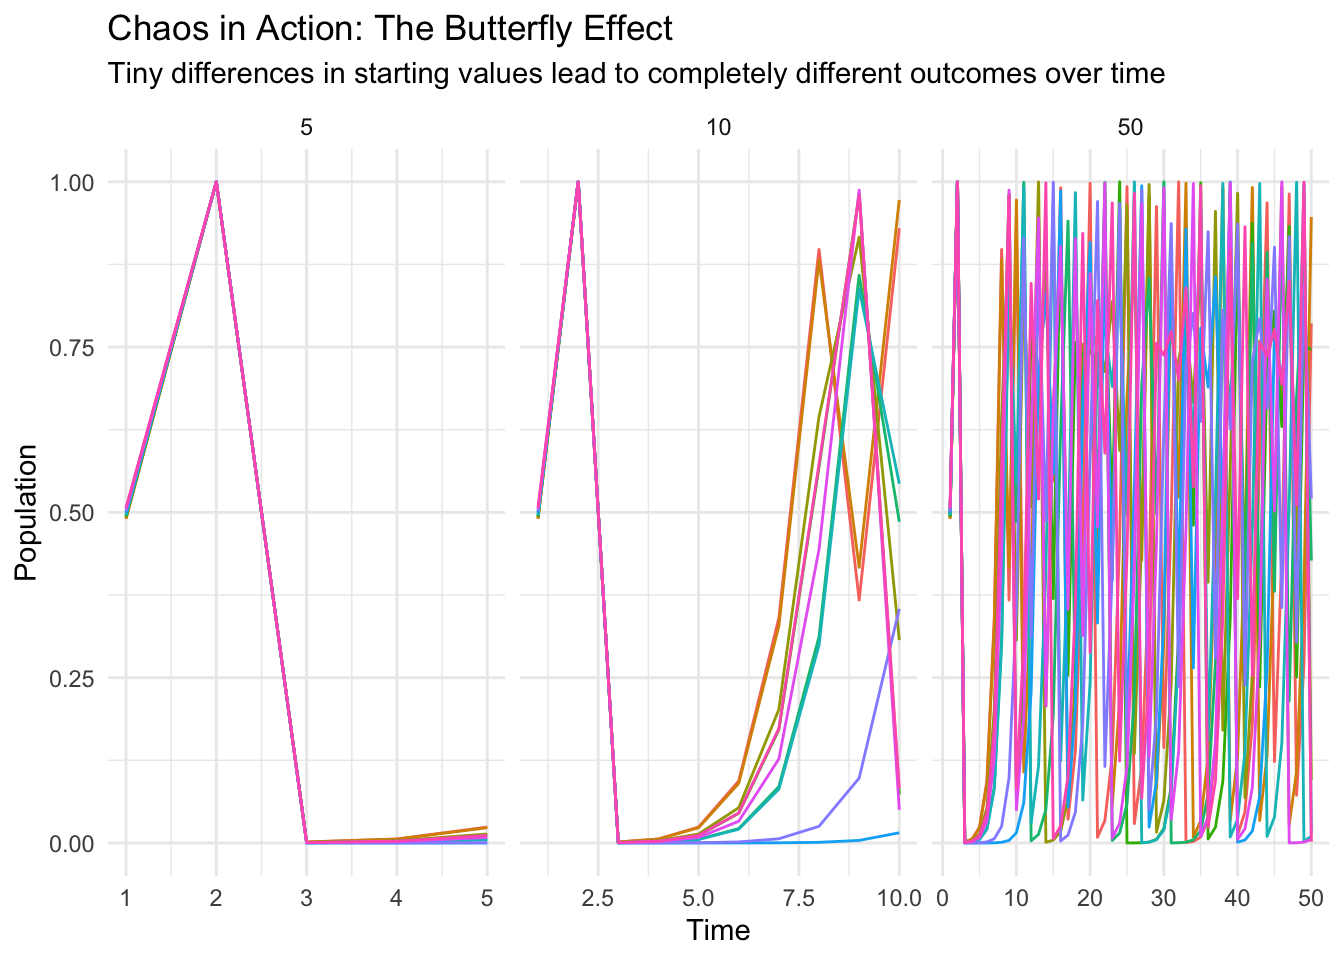 Chaos in Action: The Butterfly Effect
Tiny differences in starting values lead to completely different outcomes over time
5 10 50
1.00
0.75
0.50
0.25
0.00
Population
1 2 3 4 5 2.5 5.0 7.5 10.0 0 10 20 30 40 50
Time